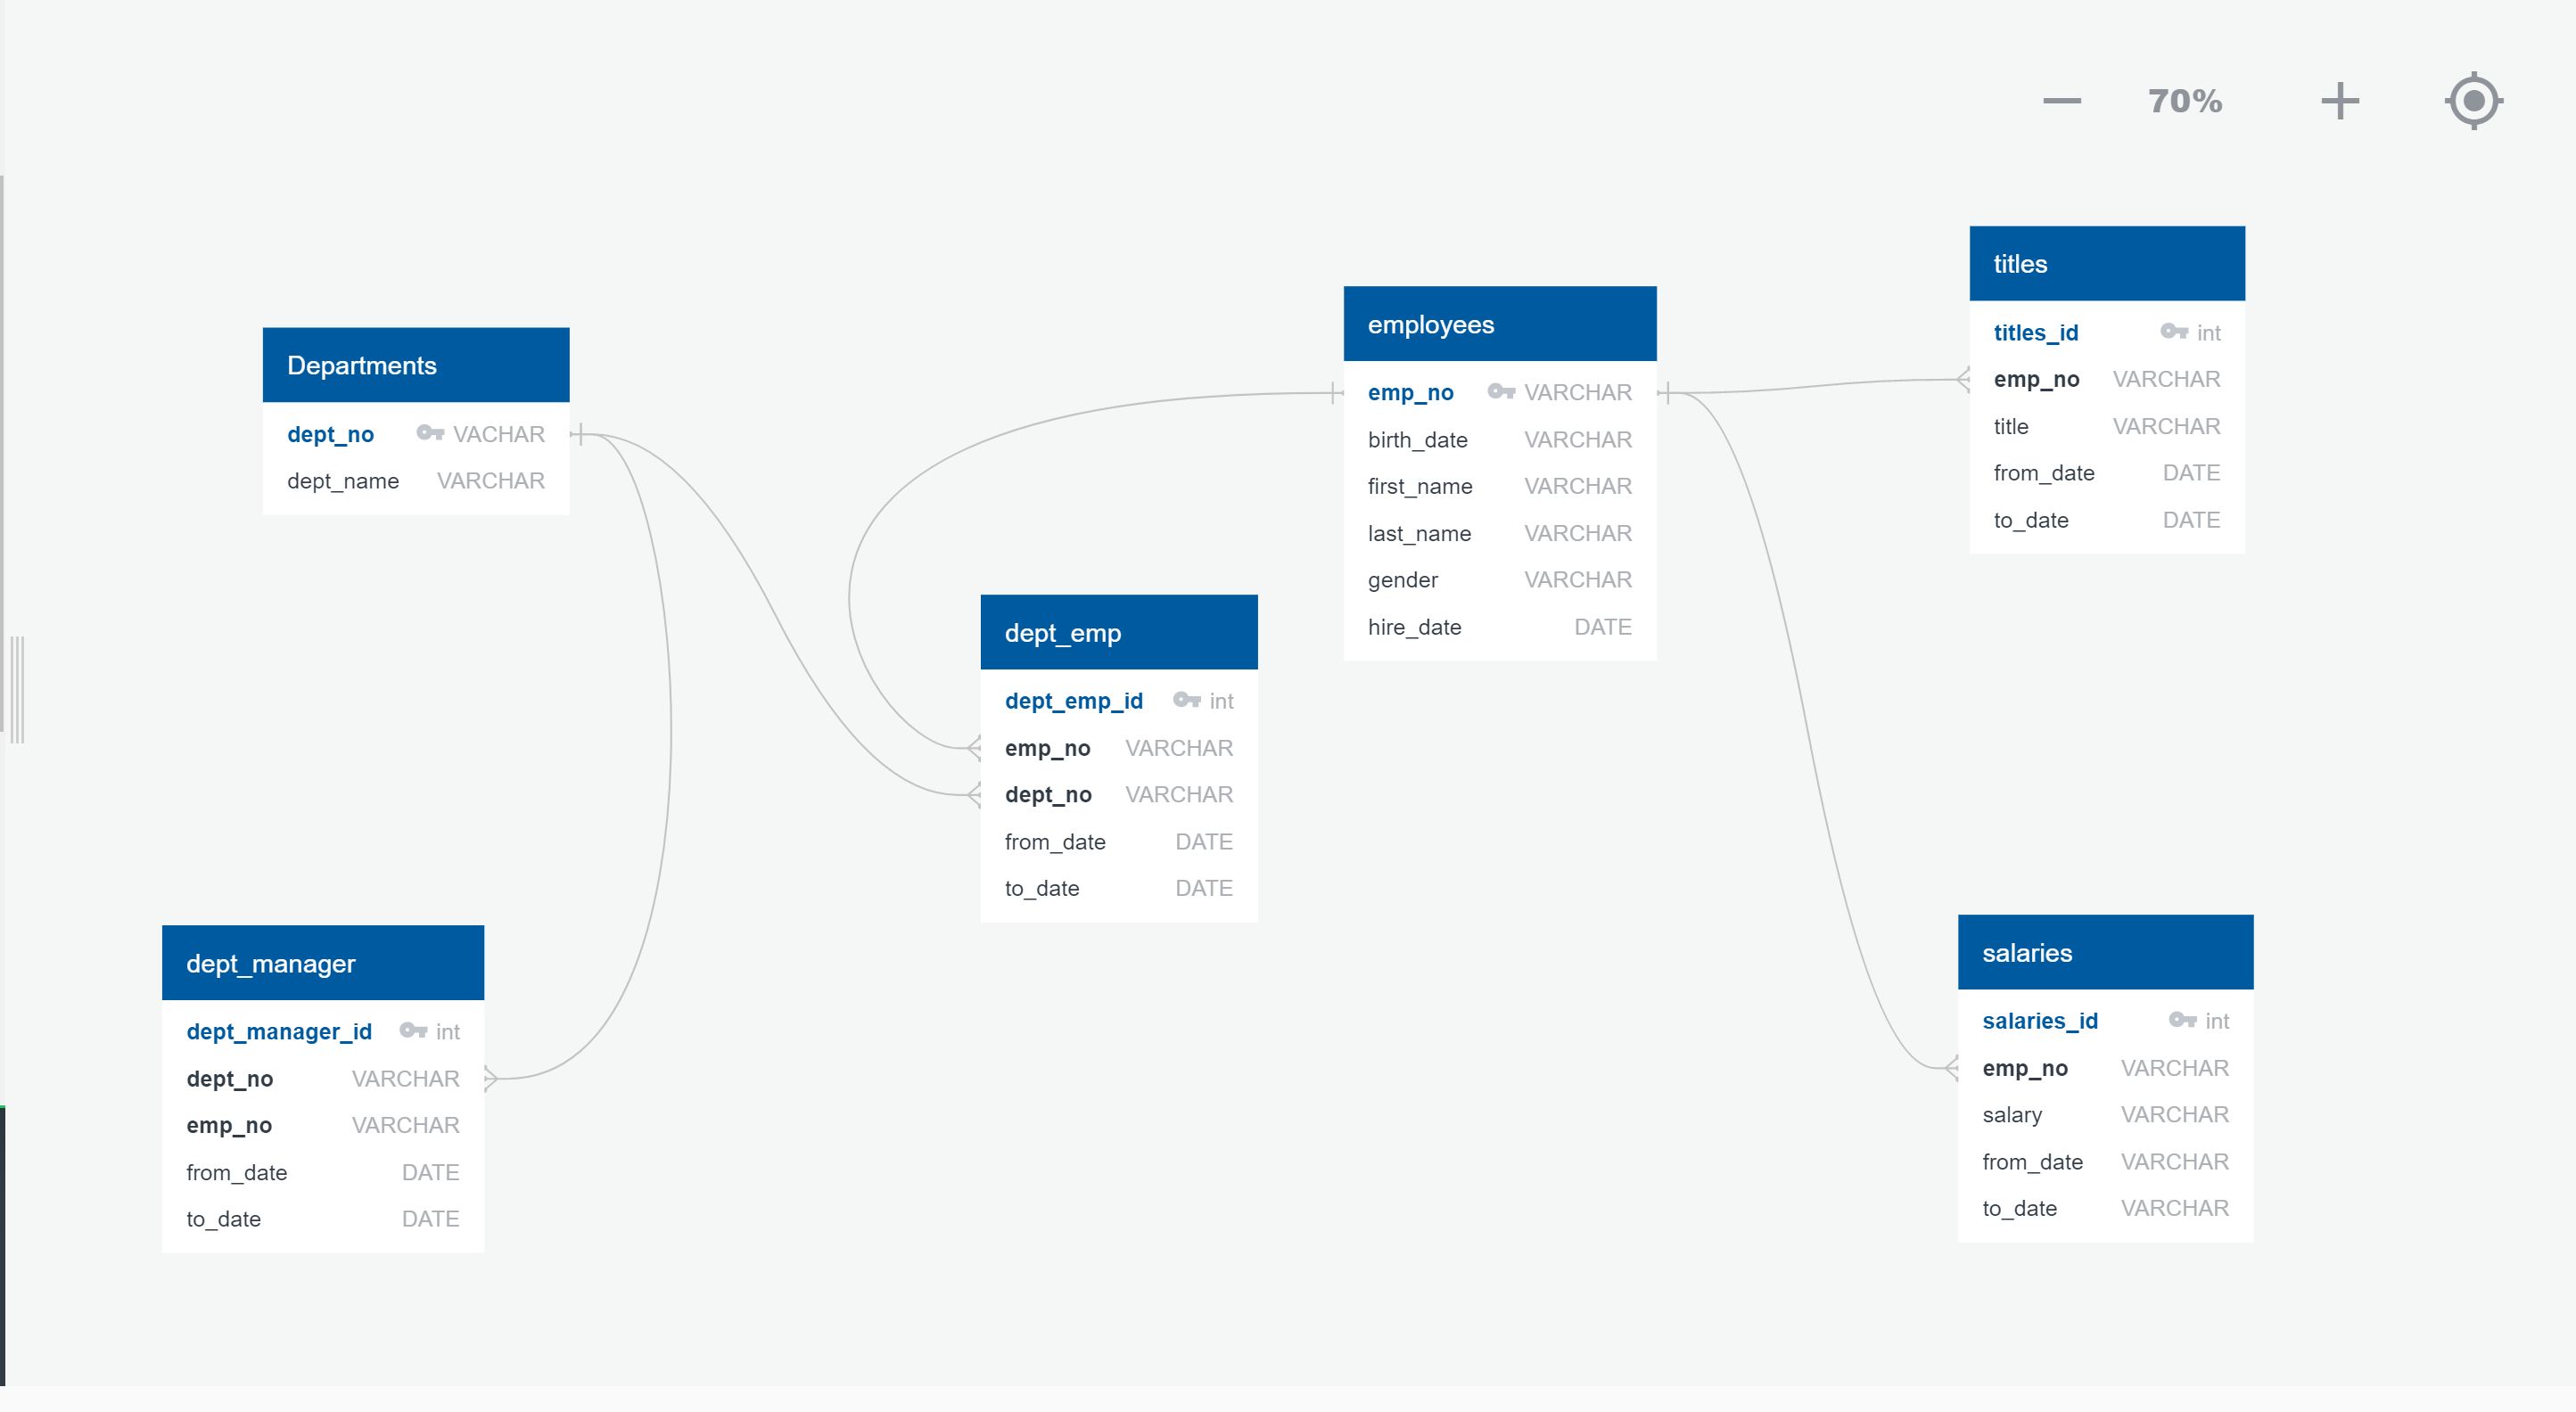 70%
Departments
dept_no VACHAR
dept_name VARCHAR
employees
emp_no VARCHAR
birth_date VARCHAR
first_name VARCHAR
last_name VARCHAR
gender VARCHAR
hire_date DATE
titles
titles_id int
emp_no VARCHAR
title VARCHAR
from_date DATE
to_date DATE
dept_emp
dept_emp_id int
emp_no VARCHAR
dept_no VARCHAR
from_date DATE
to_date DATE
dept_manager
dept_manager_id int
dept_no VARCHAR
emp_no VARCHAR
from_date DATE
to_date DATE
salaries
salaries_id int
emp_no VARCHAR
salary VARCHAR
from_date VARCHAR
to_date VARCHAR